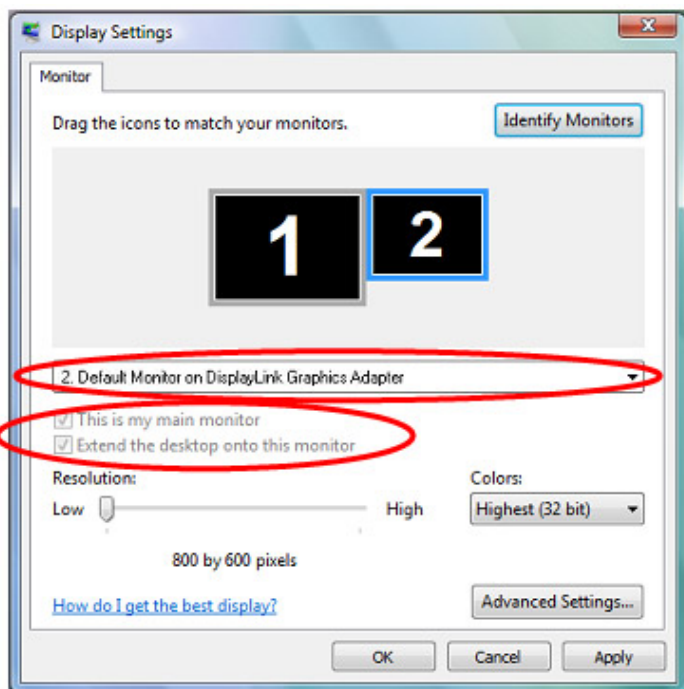 Display Settings
Monitor
Drag the icons to match your monitors.
Identify Monitors
1
2
2. Default Monitor on DisplayLink Graphics Adapter
This is my main monitor
Extend the desktop onto this monitor
Resolution:
Colors:
Low
High
Highest (32 bit)
800 by 600 pixels
How do I get the best display?
Advanced Settings...
OK
Cancel
Apply